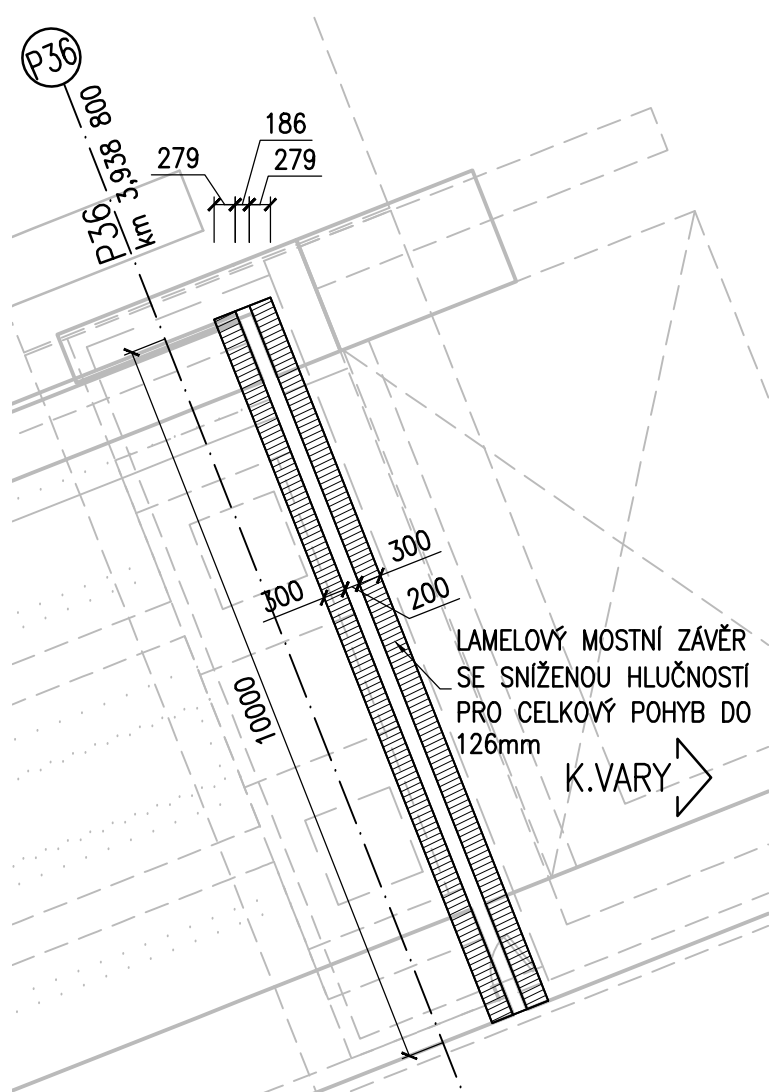 P36
P36
km 3,938 800
186
279
279
300
300
200
10000
LAMELOVÝ MOSTNÍ ZÁVĚR
SE SNÍŽENOU HLUČNOSTÍ
PRO CELKOVÝ POHYB DO
126mm
K.VARY